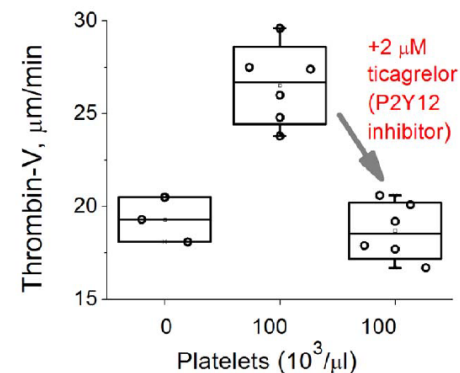 Thrombin-V, μm/min
30
25
20
15
+2 μM
ticagrelor
(P2Y12
inhibitor)
0
100
100
Platelets (10³/μl)